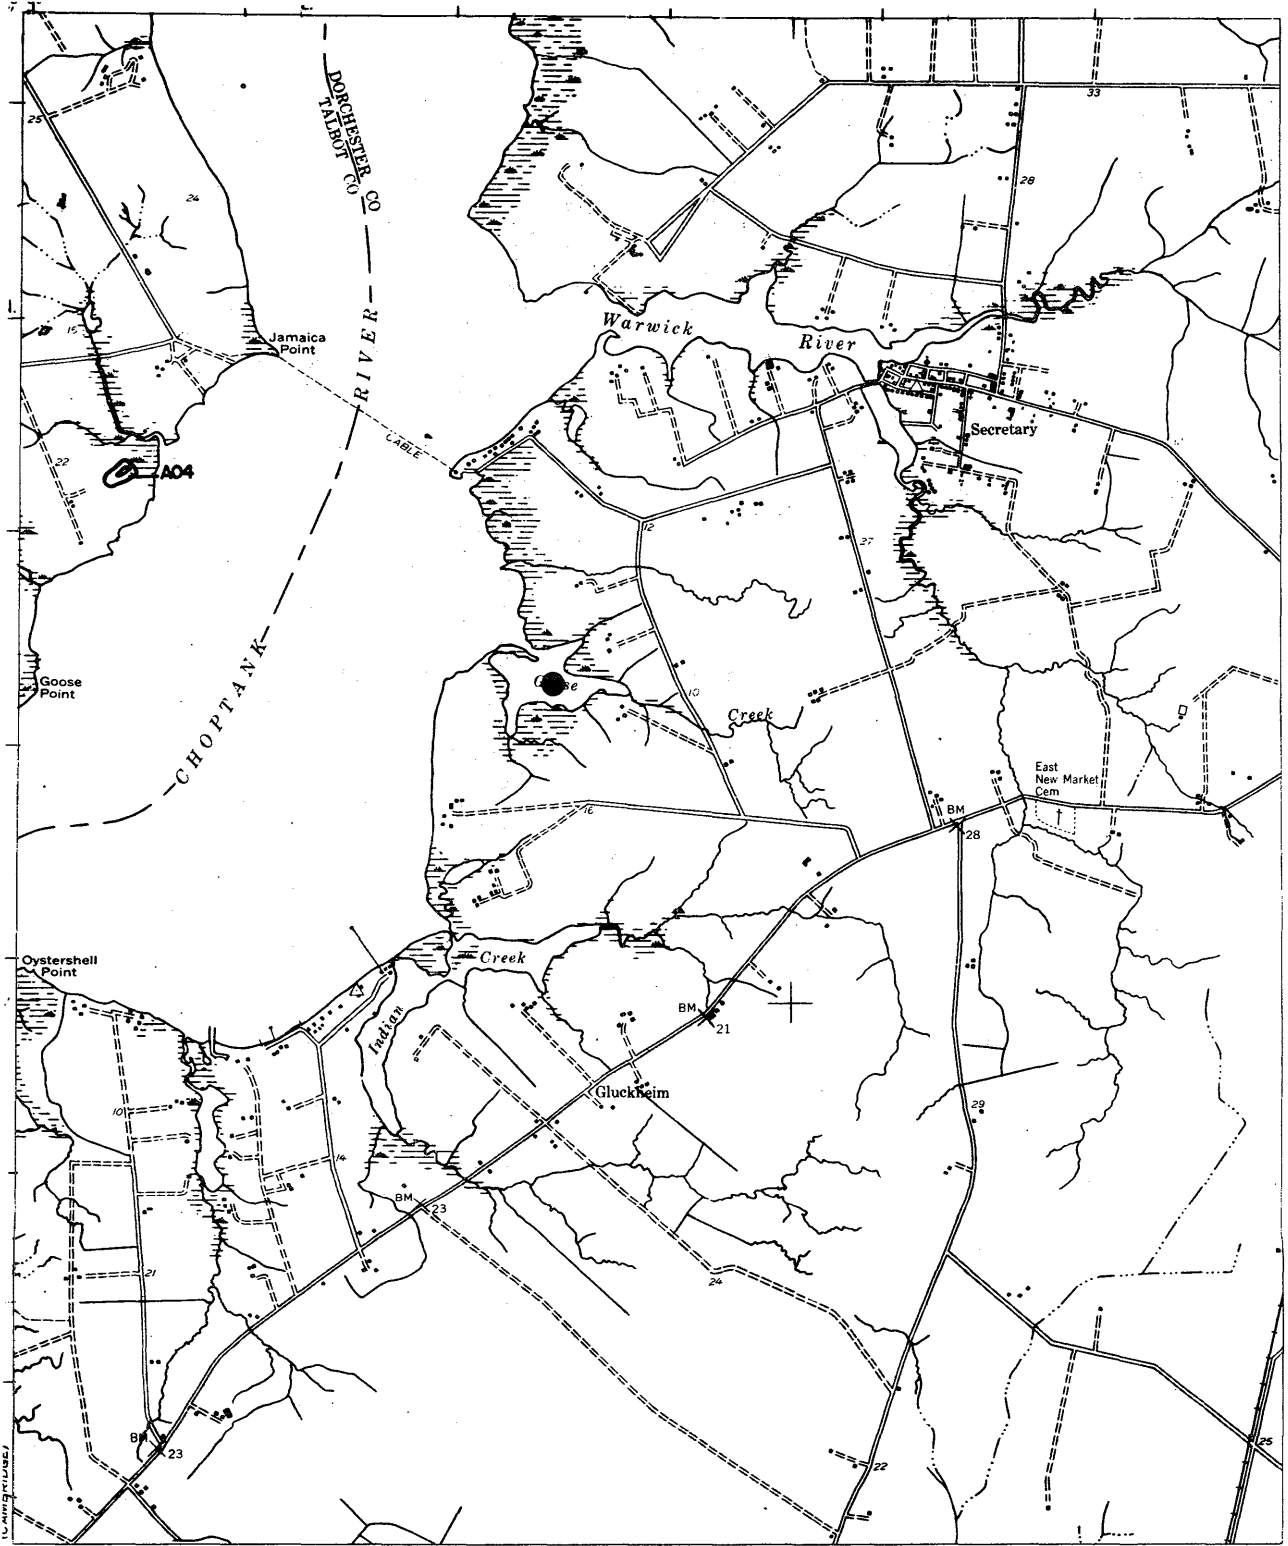 33
25
DORCHESTER CO
TALBOT CO
28
24
15
Jamaica
Point
Warwick
River
RIVER
CABLE
Secretary
22
A04
12
27
Goose
Point
10
Creek
CHOPTANK
East
New Market
Cem
BM
28
16
Oystershell
Point
Creek
Indian
BM
21
Gluckheim
10
29
14
BM
23
21
24
BM
23
22
25
(CAMBRIDGE)